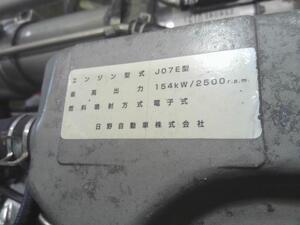 エンジン型式 J07E型
最高出力 154kW/2500r.p.m.
燃料噴射方式 電子式
日野自動車株式会社